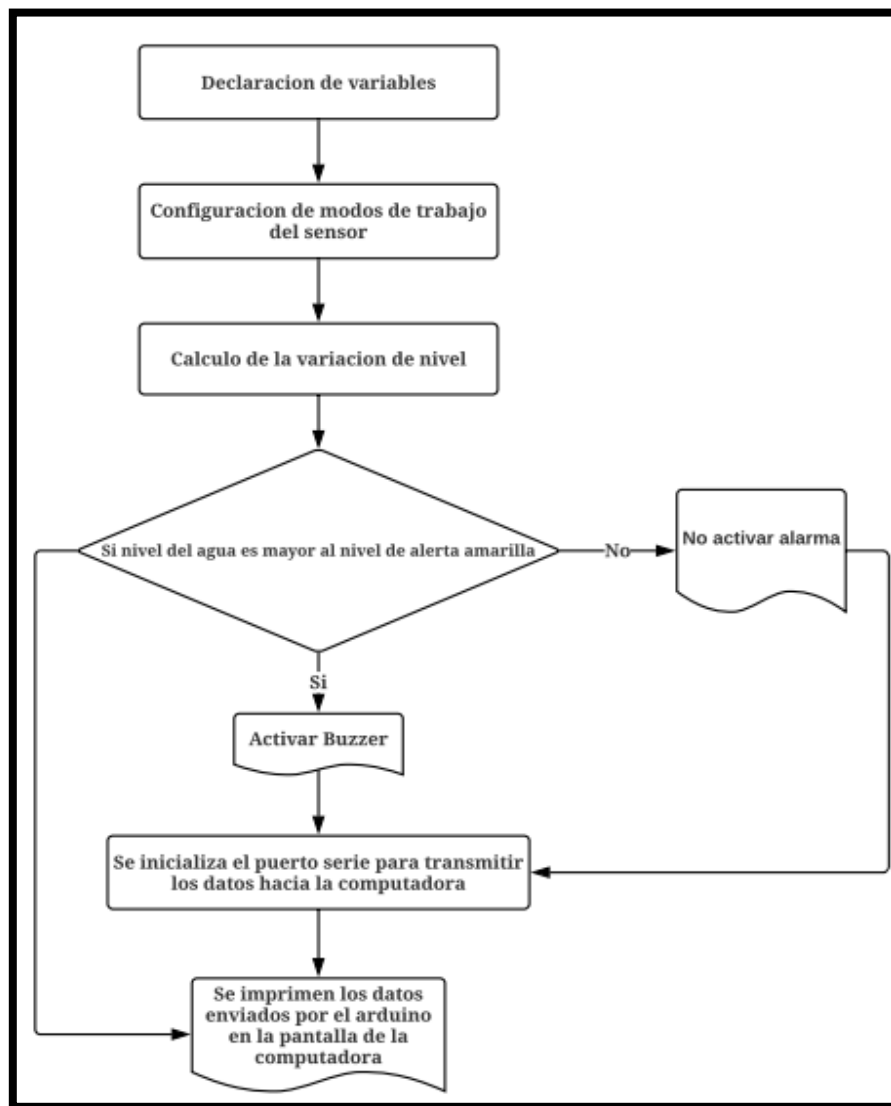 Declaracion de variables
Configuracion de modos de trabajo
del sensor
Calculo de la variacion de nivel
Si nivel del agua es mayor al nivel de alerta amarilla
No
No activar alarma
Si
Activar Buzzer
Se inicializa el puerto serie para transmitir
los datos hacia la computadora
Se imprimen los datos
enviados por el arduino
en la pantalla de la
computadora